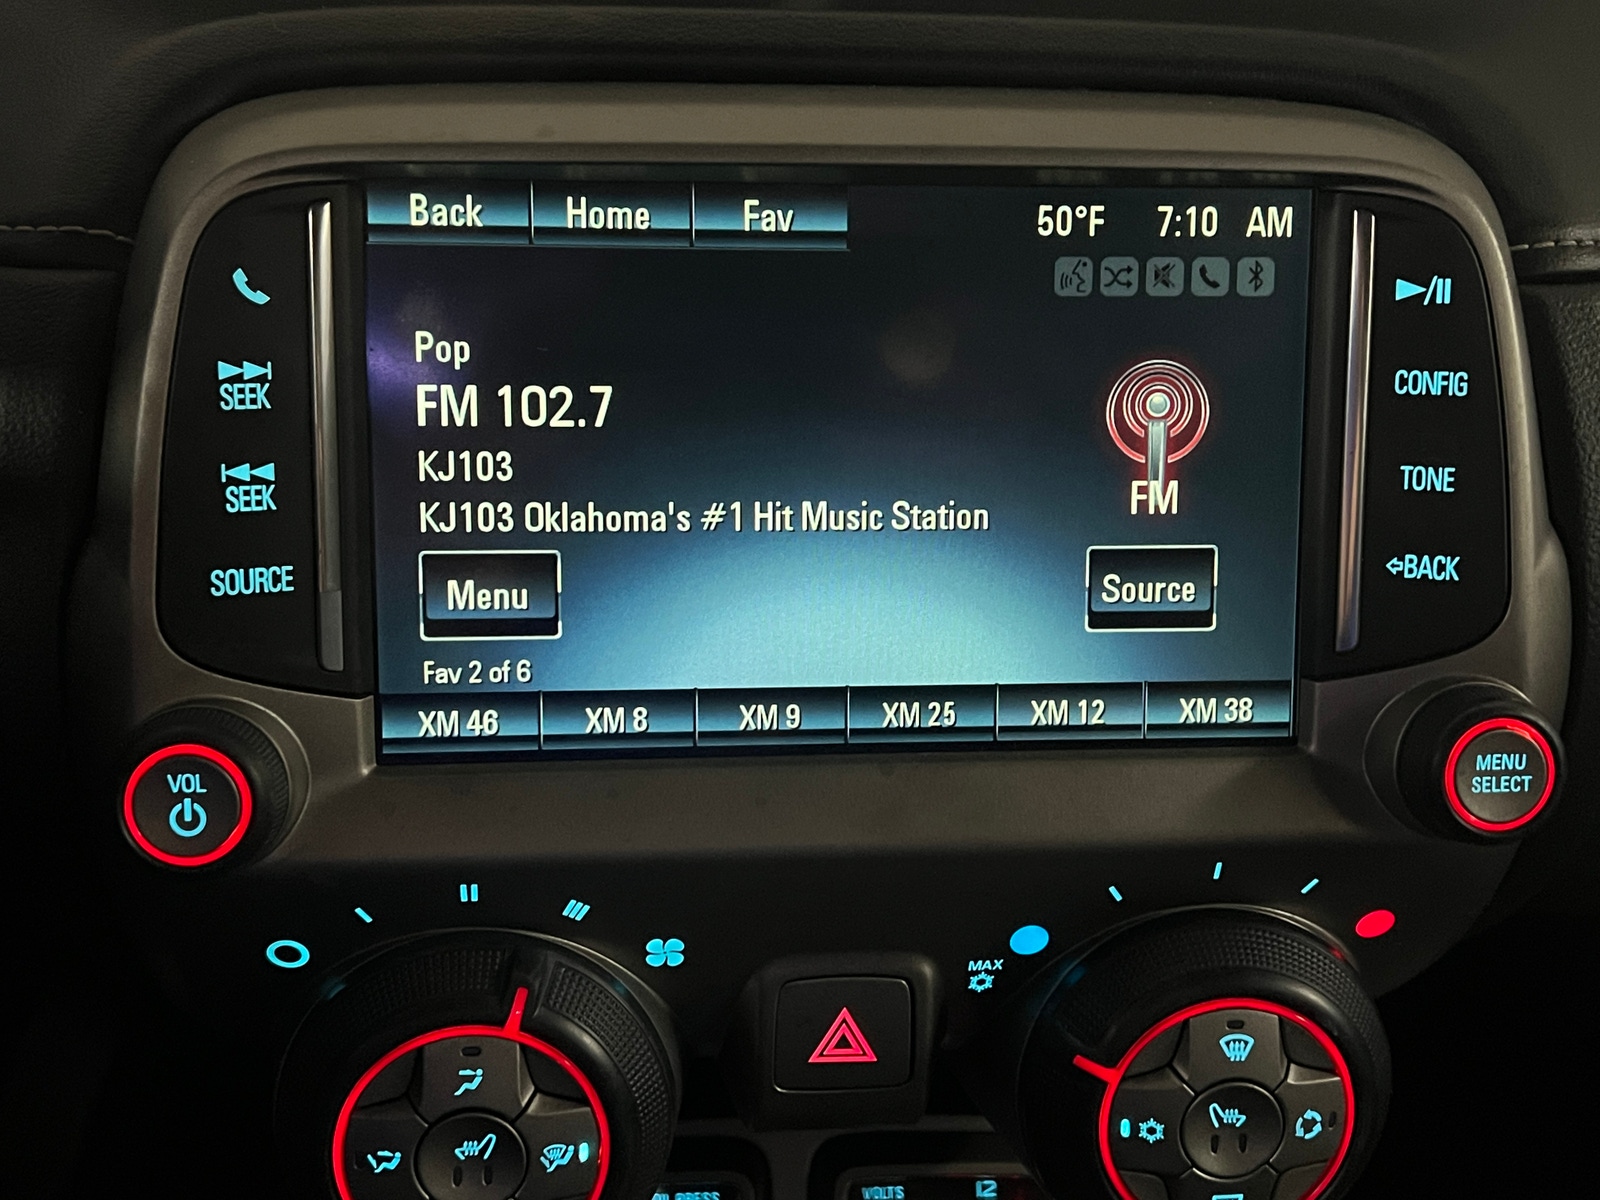 Back Home Fav 50°F 7:10 AM
Pop
FM 102.7
KJ103
KJ103 Oklahoma's #1 Hit Music Station
FM
Menu
Source
Fav 2 of 6
XM 46 XM 8 XM 9 XM 25 XM 12 XM 38
SEEK
SEEK
SOURCE
CONFIG
TONE
BACK
VOL
MENU
SELECT
MAX
PRESS
VOLTS 12